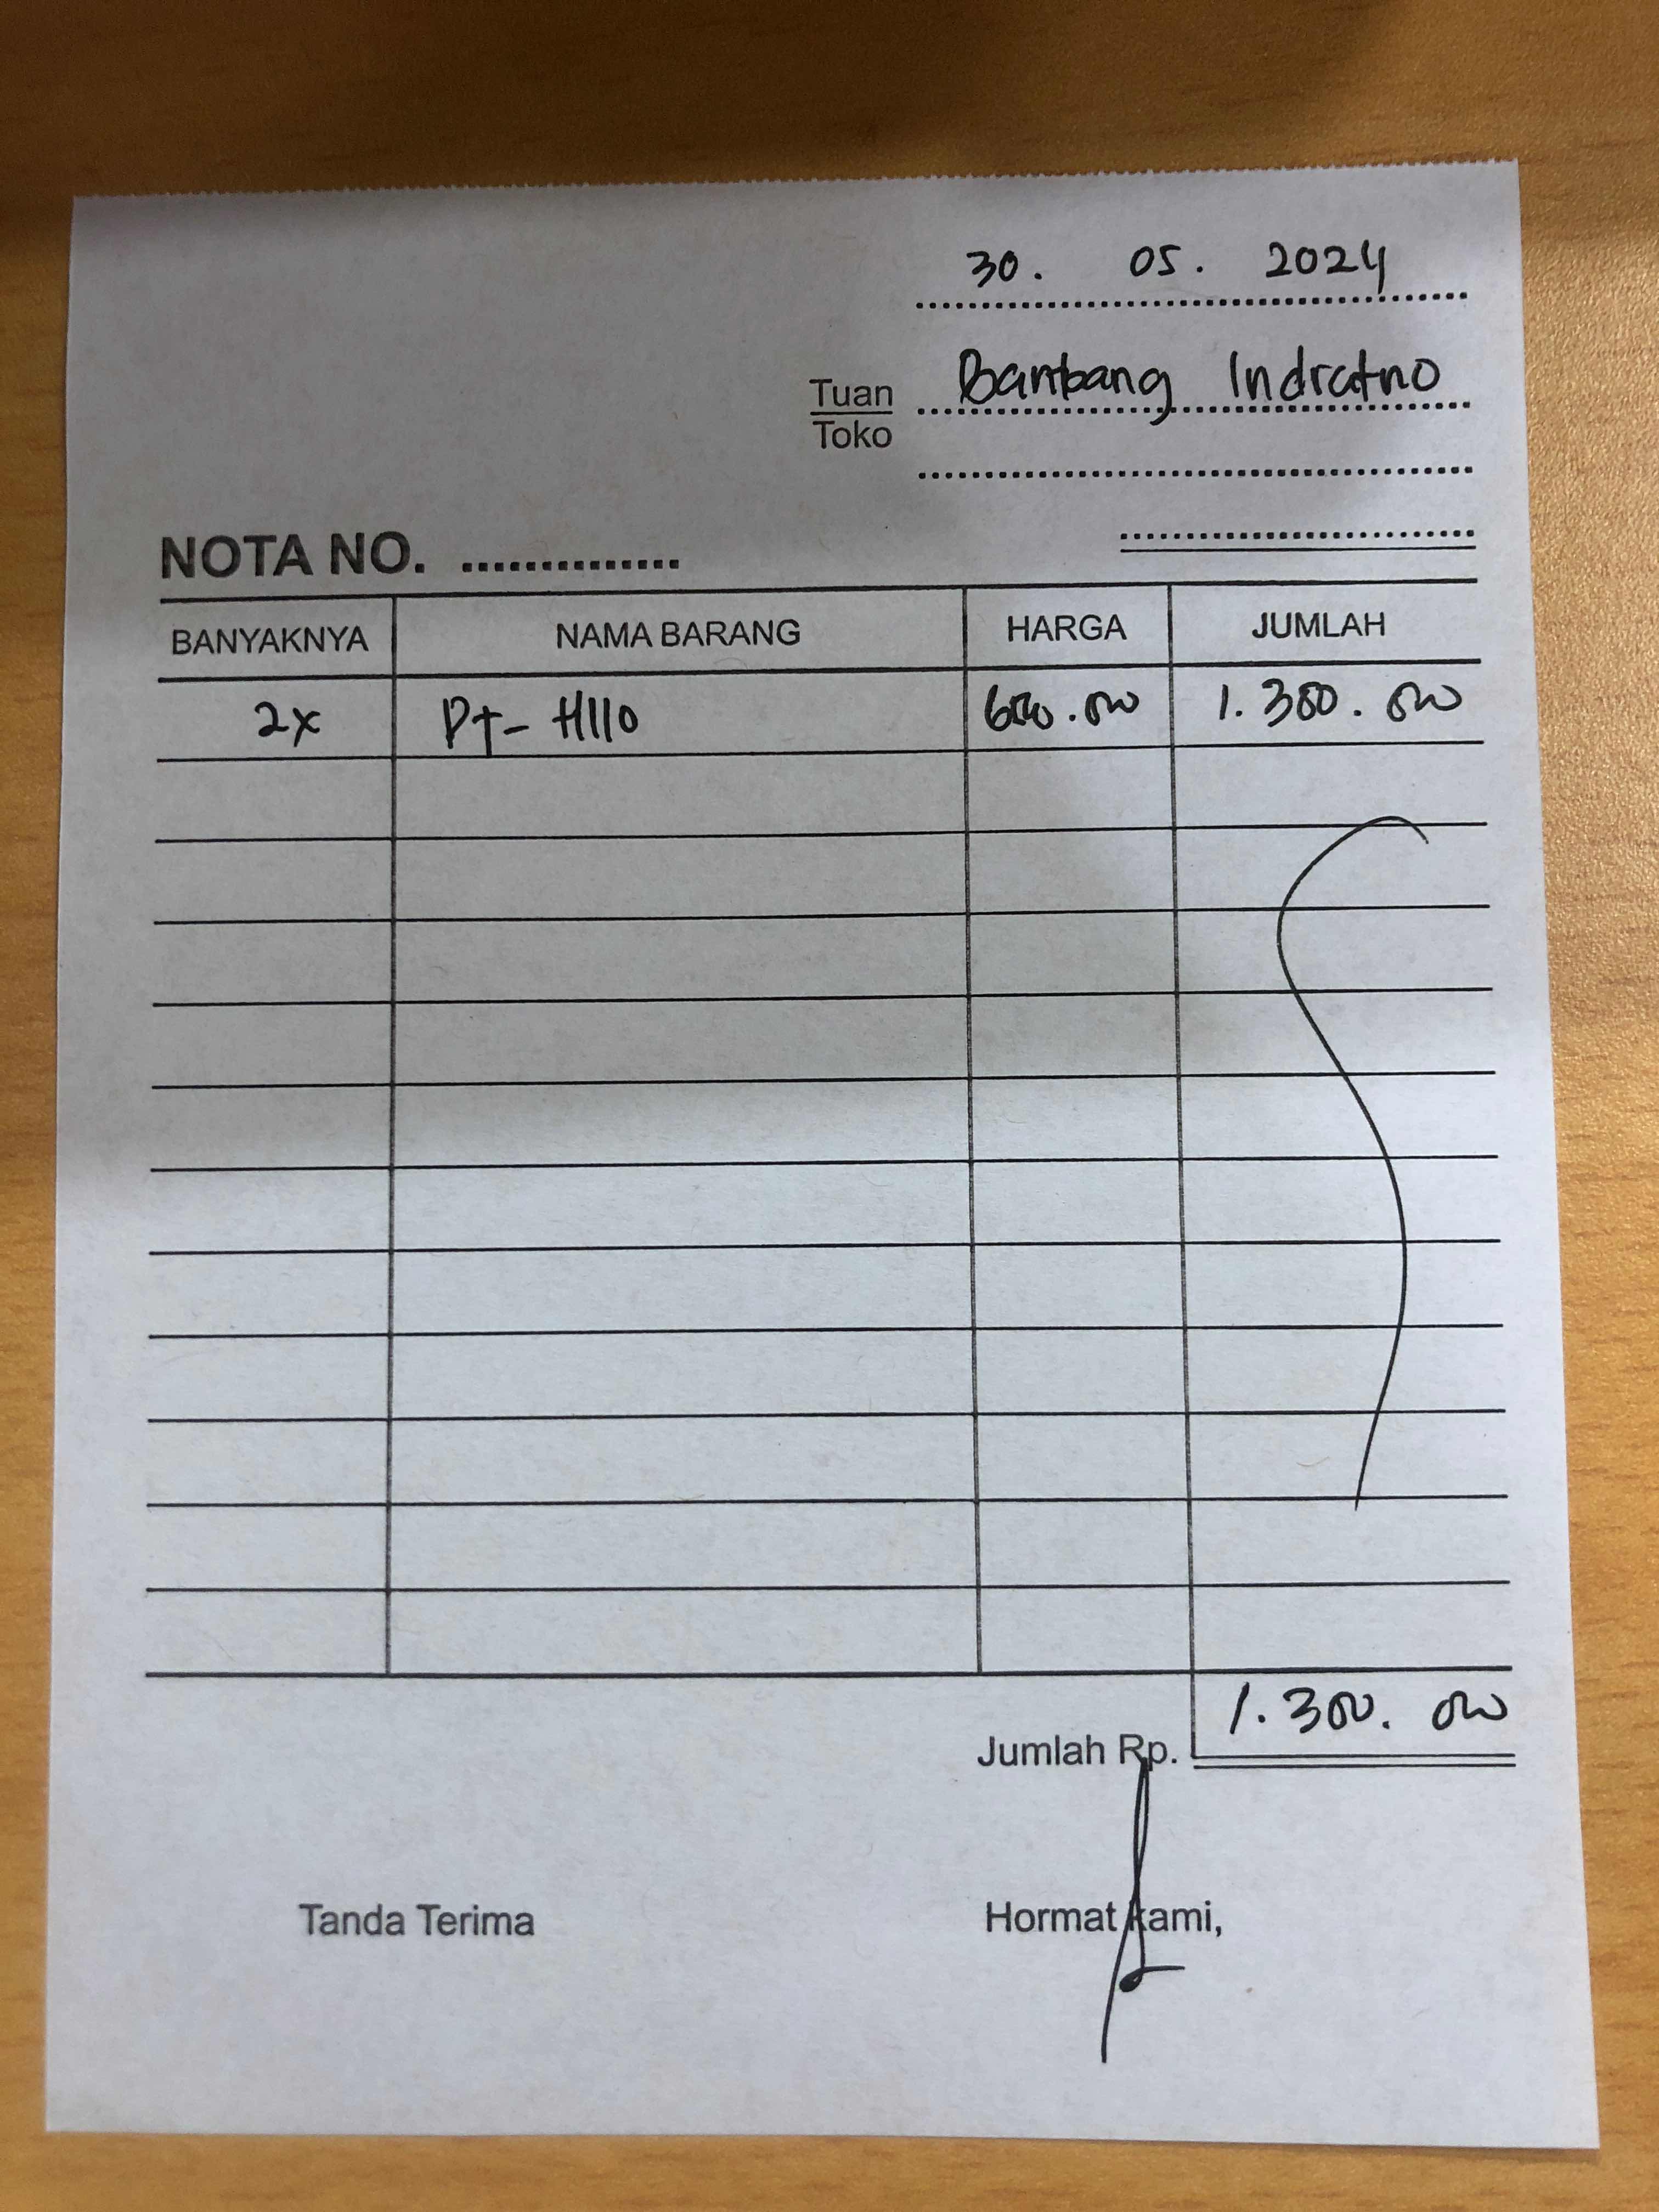 30. 05. 2024
Tuan Bambang Indratno
Toko
NOTA NO. ..............
BANYAKNYA NAMA BARANG HARGA JUMLAH
2x PT-H110 650.000 1.300.000
Jumlah Rp. 1.300.000
Tanda Terima Hormat kami,